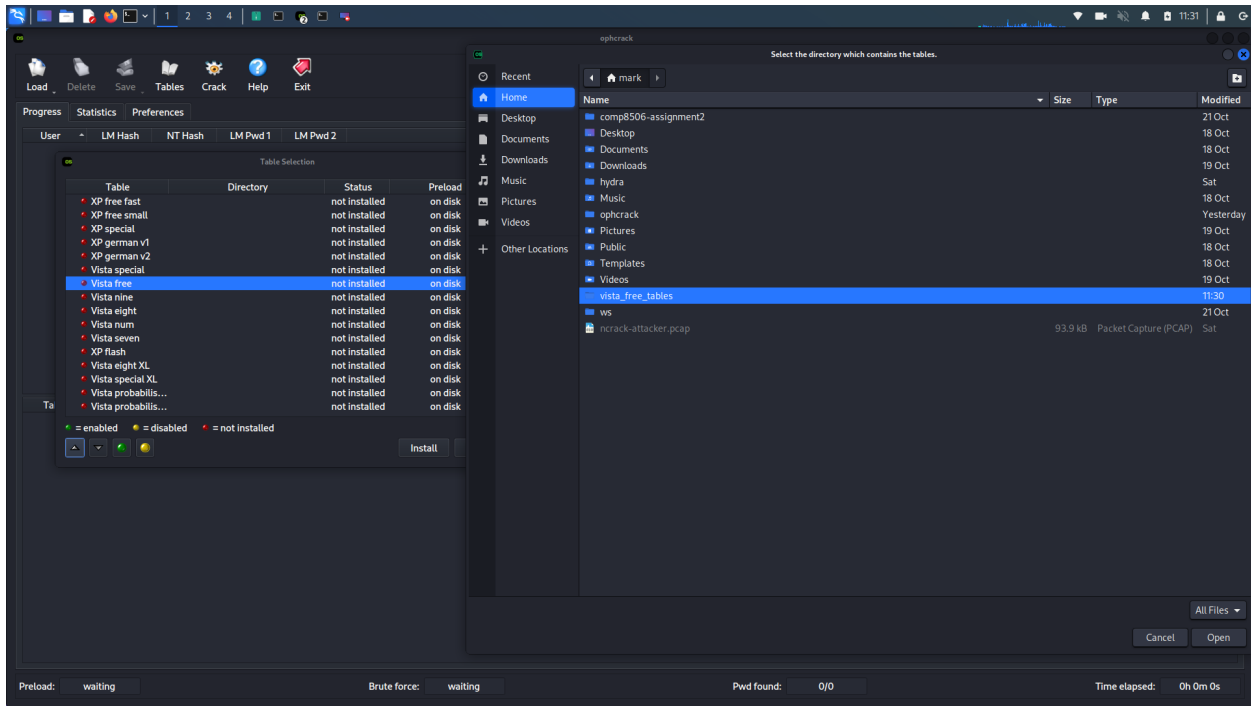 1 2 3 4 11:31
ophcrack
Load Delete Save Tables Crack Help Exit
Progress Statistics Preferences
User LM Hash NT Hash LM Pwd 1 LM Pwd 2
Table Selection
Table Directory Status Preload
XP free fast not installed on disk
XP free small not installed on disk
XP special not installed on disk
XP german v1 not installed on disk
XP german v2 not installed on disk
Vista special not installed on disk
Vista free not installed on disk
Vista nine not installed on disk
Vista eight not installed on disk
Vista num not installed on disk
Vista seven not installed on disk
XP flash not installed on disk
Vista eight XL not installed on disk
Vista special XL not installed on disk
Vista probabilis... not installed on disk
Vista probabilis... not installed on disk
Ta
= enabled = disabled = not installed
Install
Select the directory which contains the tables.
Recent
Home
Desktop
Documents
Downloads
Music
Pictures
Videos
Other Locations
mark
Name Size Type Modified
comp8506-assignment2 21 Oct
Desktop 18 Oct
Documents 18 Oct
Downloads 19 Oct
hydra Sat
Music 18 Oct
ophcrack Yesterday
Pictures 19 Oct
Public 18 Oct
Templates 18 Oct
Videos 19 Oct
vista_free_tables 11:30
ws 21 Oct
ncrack-attacker.pcap 93.9 kB Packet Capture (PCAP) Sat
All Files
Cancel Open
Preload: waiting Brute force: waiting Pwd found: 0/0 Time elapsed: 0h 0m 0s